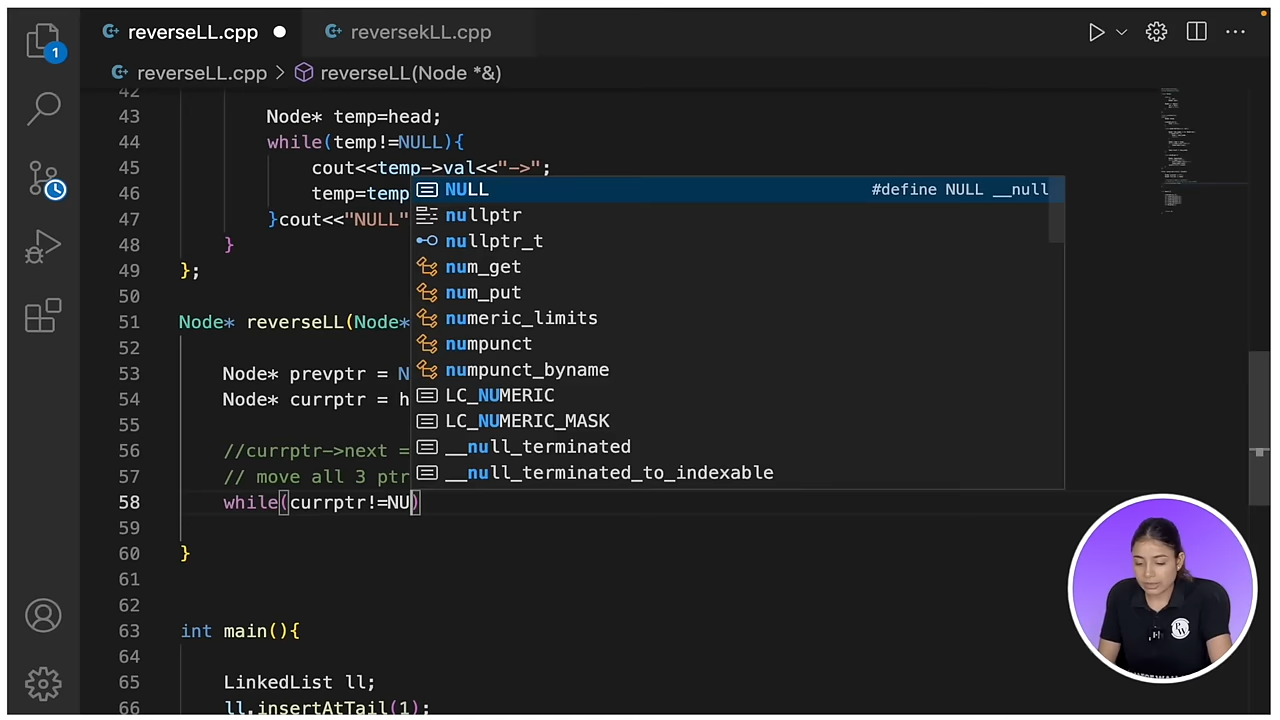 reverseLL.cpp
reversekLL.cpp
1
reverseLL.cpp > reverseLL(Node *&)
42
43 Node* temp=head;
44 while(temp!=NULL){
45 cout<<temp->val<<"->";
46 temp=temp
47 }cout<<"NULL"
48 }
49 };
50
51 Node* reverseLL(Node*
52
53 Node* prevptr = N
54 Node* currptr = h
55
56 //currptr->next =
57 // move all 3 ptr
58 while(currptr!=NU)
59
60 }
61
62
63 int main(){
64
65 LinkedList ll;
66 ll.insertAtTail(1);
NULL #define NULL __null
nullptr
nullptr_t
num_get
num_put
numeric_limits
numpunct
numpunct_byname
LC_NUMERIC
LC_NUMERIC_MASK
__null_terminated
__null_terminated_to_indexable